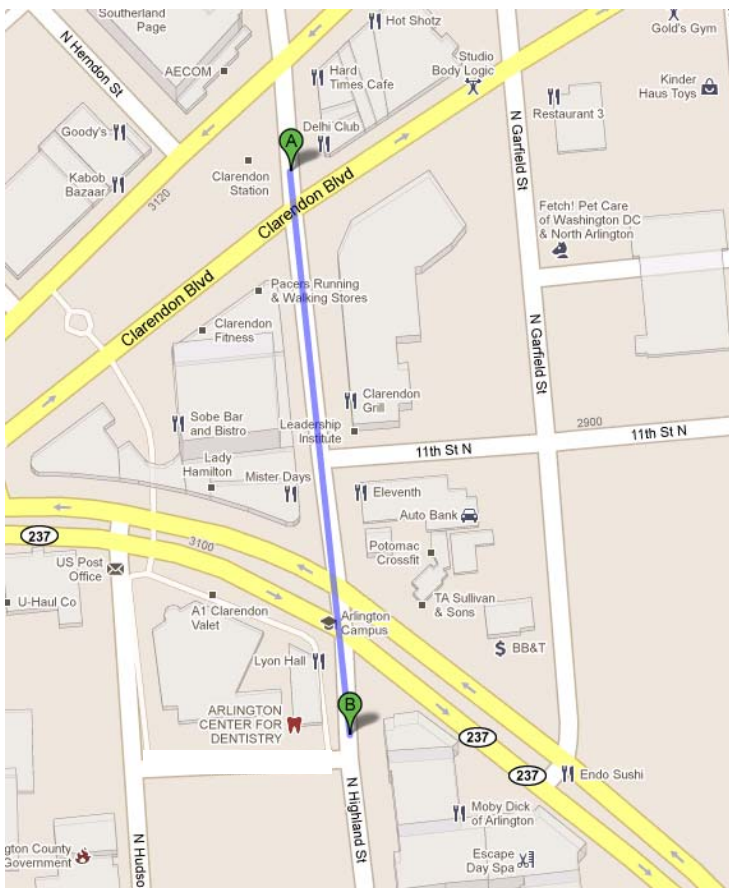 Southerland
Page
Hot Shotz
Gold's Gym
N Herndon St
AECOM
Hard
Times Cafe
Studio
Body Logic
Kinder
Haus Toys
Restaurant 3
N Garfield St
Goody's
Delhi Club
A
Kabob
Bazaar
Clarendon
Station
3120
Clarendon Blvd
Fetch! Pet Care
of Washington DC
& North Arlington
Clarendon Blvd
Pacers Running
& Walking Stores
Clarendon
Fitness
N Garfield St
Clarendon
Grill
Sobe Bar
and Bistro
Leadership
Institute
2900
11th St N
11th St N
Lady
Hamilton
Mister Days
Eleventh
Auto Bank
237
3100
US Post
Office
Potomac
Crossfit
U-Haul Co
A1 Clarendon
Valet
Arlington
Campus
TA Sullivan
& Sons
Lyon Hall
$ BB&T
B
ARLINGTON
CENTER FOR
DENTISTRY
237
237
Endo Sushi
N Highland St
Moby Dick
of Arlington
N Hudso
gton County
Government
Escape
Day Spa